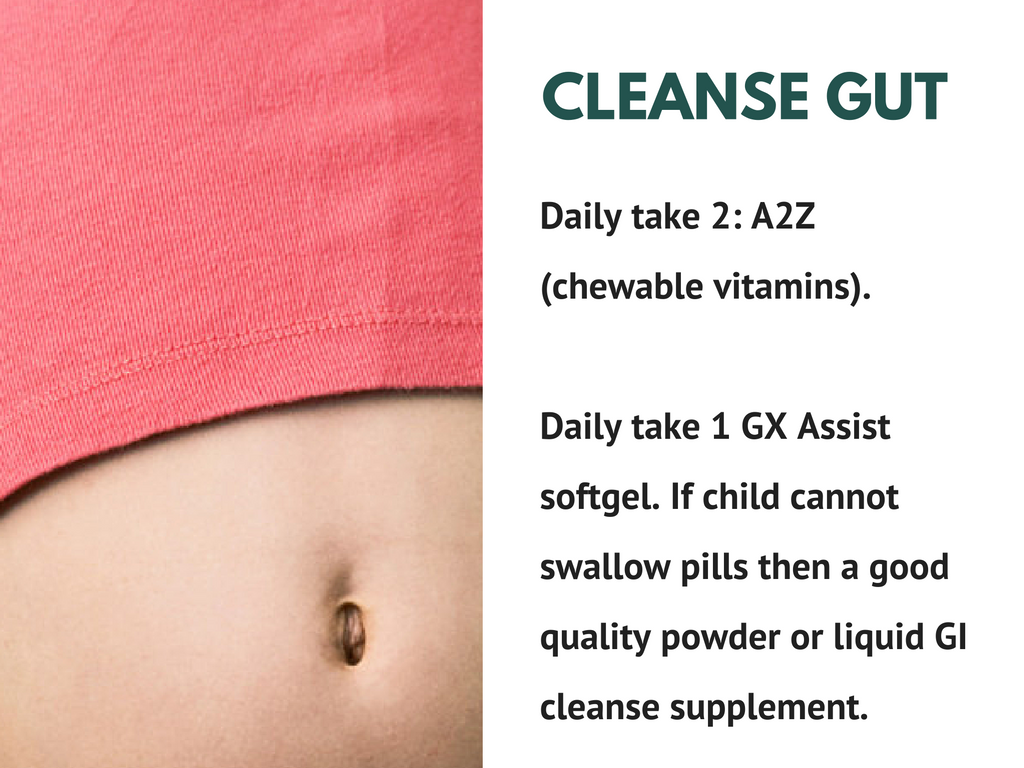 CLEANSE GUT
Daily take 2: A2Z
(chewable vitamins).
Daily take 1 GX Assist
softgel. If child cannot
swallow pills then a good
quality powder or liquid GI
cleanse supplement.